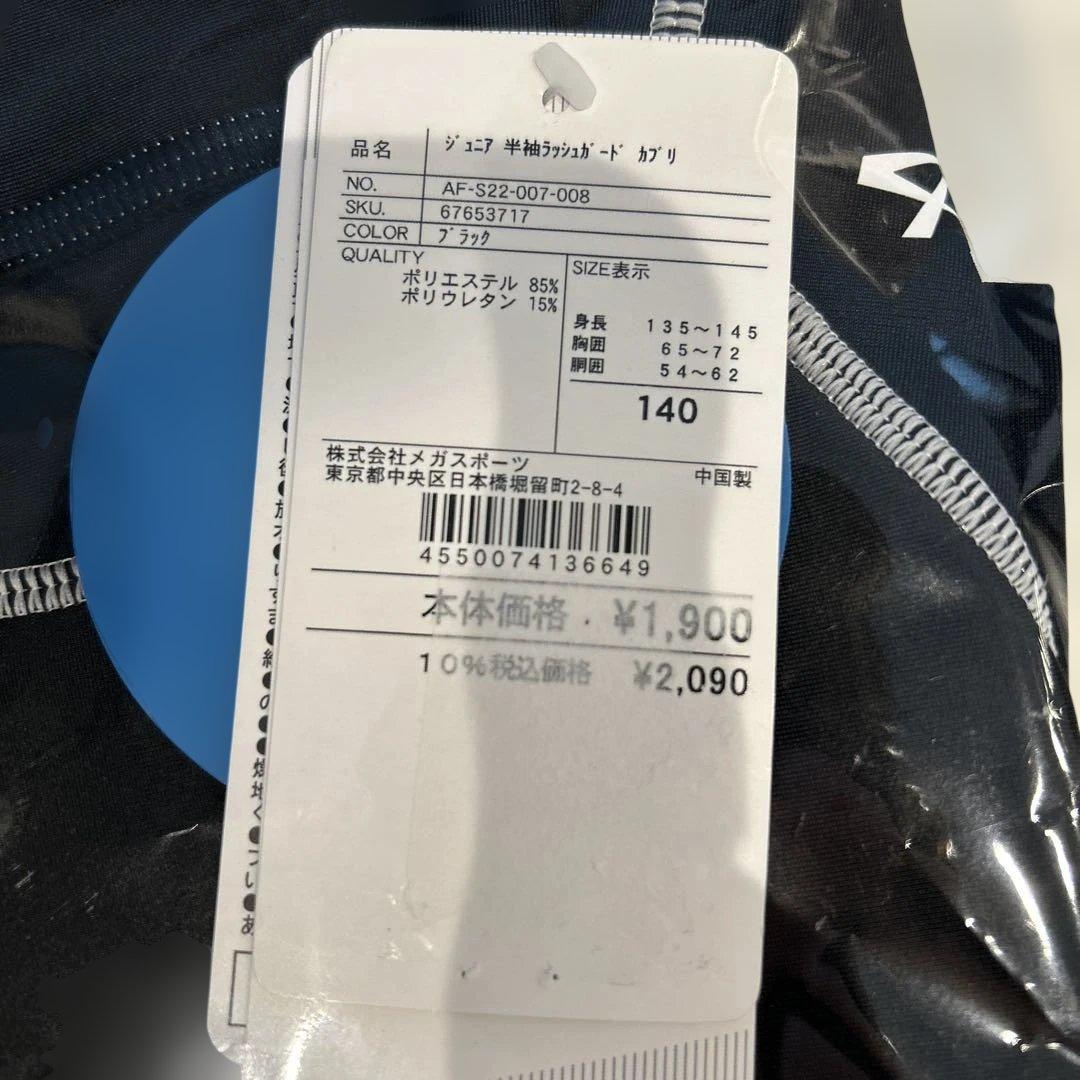 品名 ジュニア 半袖ラッシュガード カブリ
NO. AF-S22-007-008
SKU. 67653717
COLOR ブラック
QUALITY
ポリエステル 85%
ポリウレタン 15%
SIZE表示
身長 135～145
胸囲 65～72
胴囲 54～62
140
株式会社メガスポーツ
東京都中央区日本橋堀留町2-8-4
中国製
4550074136649
本体価格 ¥1,900
10%税込価格 ¥2,090